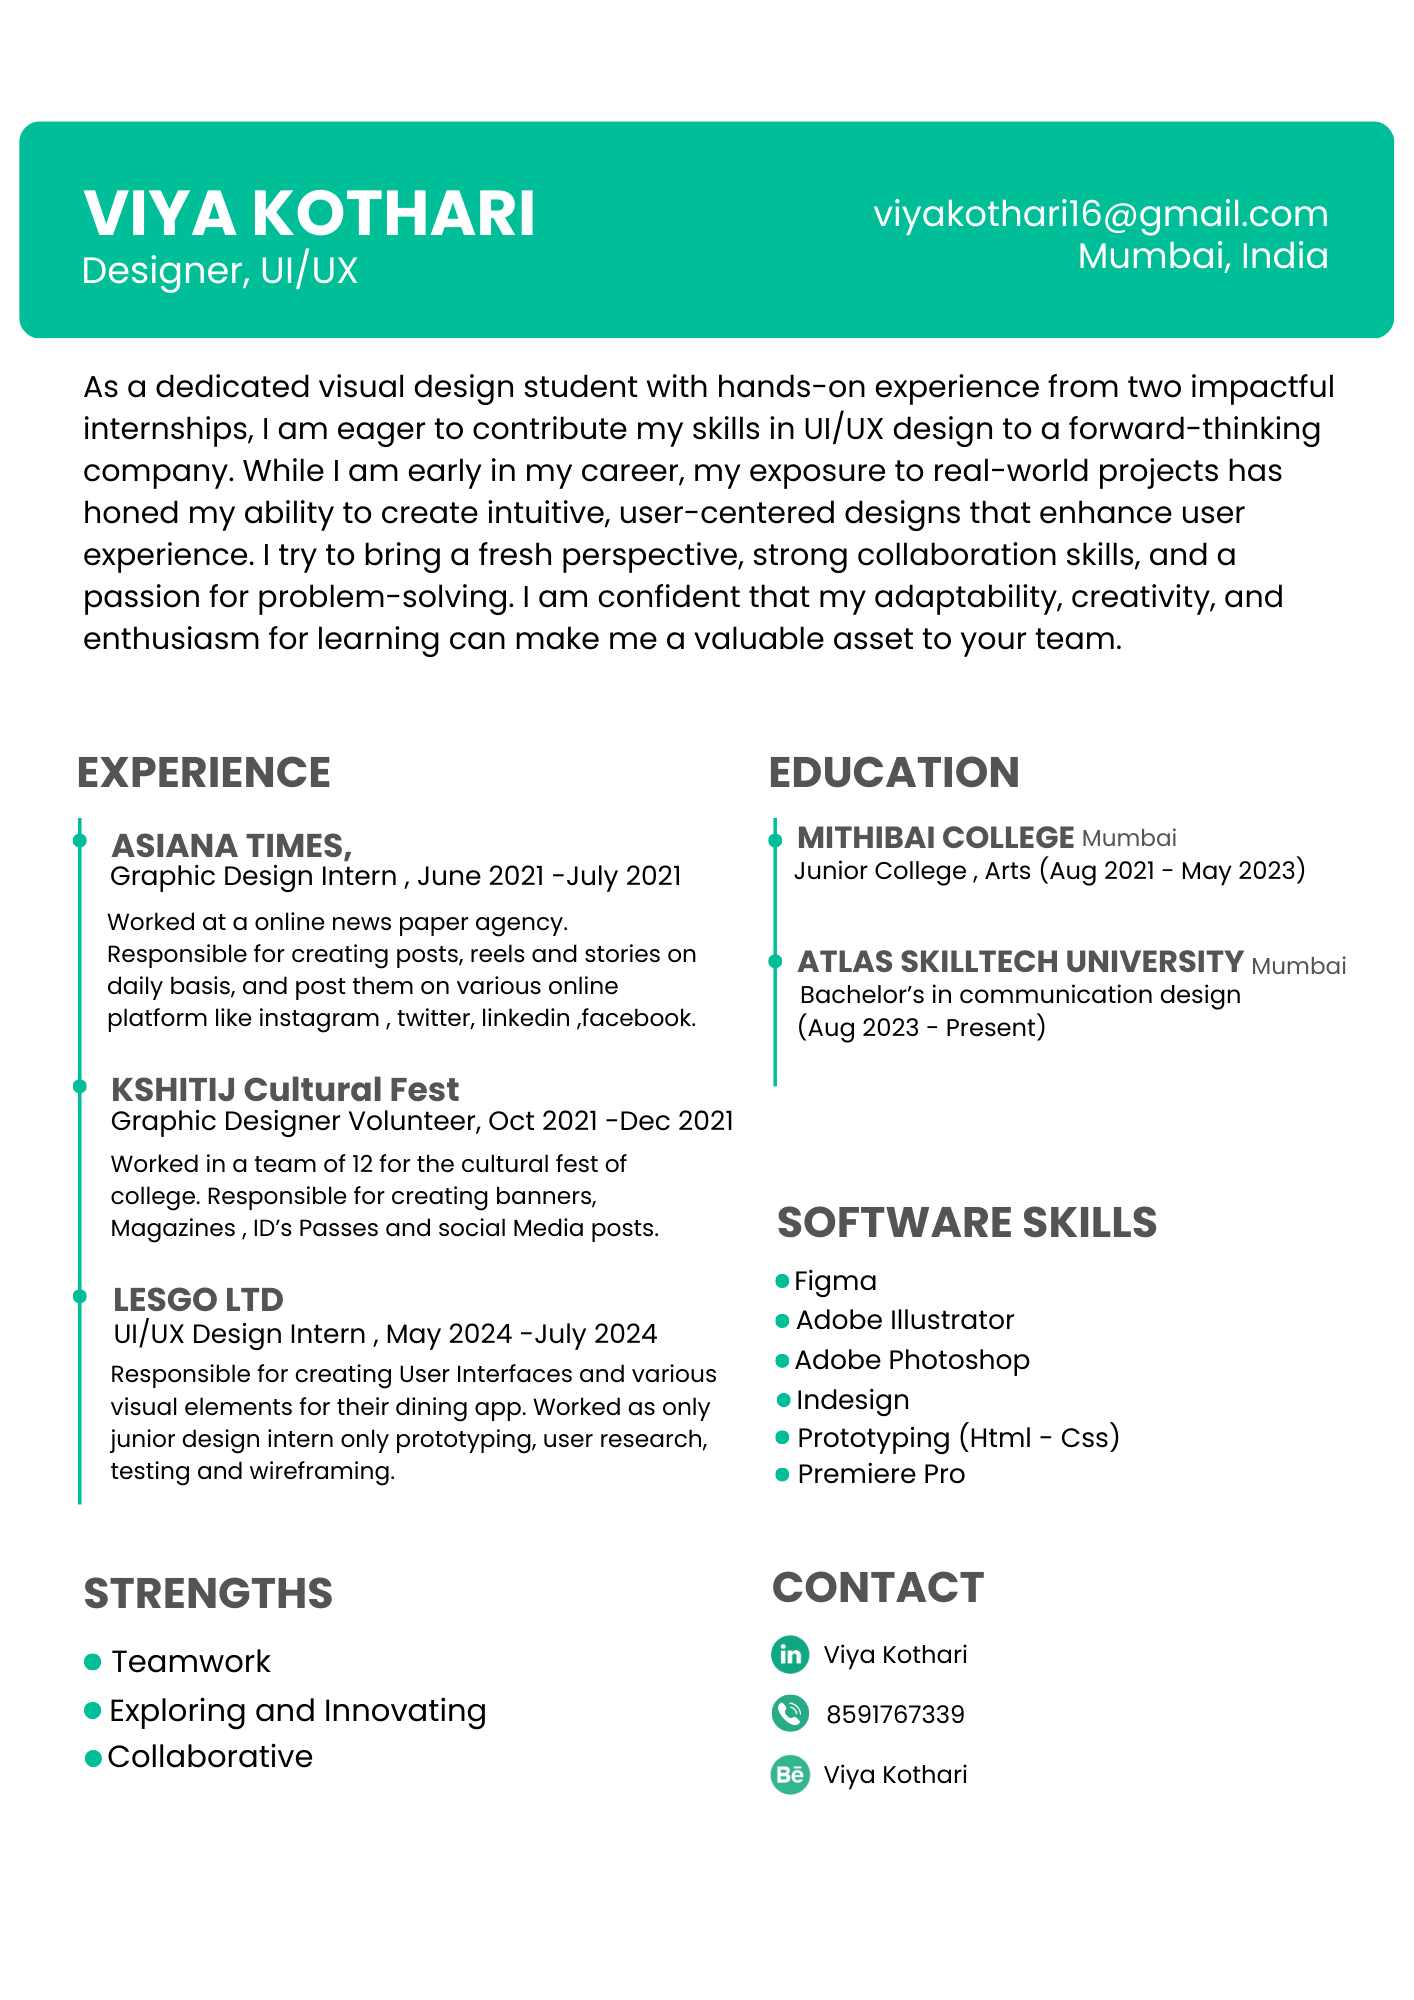 VIYA KOTHARI
Designer, UI/UX
viyakothari16@gmail.com
Mumbai, India
As a dedicated visual design student with hands-on experience from two impactful
internships, I am eager to contribute my skills in UI/UX design to a forward-thinking
company. While I am early in my career, my exposure to real-world projects has
honed my ability to create intuitive, user-centered designs that enhance user
experience. I try to bring a fresh perspective, strong collaboration skills, and a
passion for problem-solving. I am confident that my adaptability, creativity, and
enthusiasm for learning can make me a valuable asset to your team.
EXPERIENCE
ASIANA TIMES,
Graphic Design Intern , June 2021 -July 2021
Worked at a online news paper agency.
Responsible for creating posts, reels and stories on
daily basis, and post them on various online
platform like instagram , twitter, linkedin ,facebook.
KSHITIJ Cultural Fest
Graphic Designer Volunteer, Oct 2021 -Dec 2021
Worked in a team of 12 for the cultural fest of
college. Responsible for creating banners,
Magazines , ID's Passes and social Media posts.
LESGO LTD
UI/UX Design Intern , May 2024 -July 2024
Responsible for creating User Interfaces and various
visual elements for their dining app. Worked as only
junior design intern only prototyping, user research,
testing and wireframing.
STRENGTHS
Teamwork
Exploring and Innovating
Collaborative
EDUCATION
MITHIBAI COLLEGE Mumbai
Junior College , Arts (Aug 2021 - May 2023)
ATLAS SKILLTECH UNIVERSITY Mumbai
Bachelor's in communication design
(Aug 2023 - Present)
SOFTWARE SKILLS
Figma
Adobe Illustrator
Adobe Photoshop
Indesign
Prototyping (Html - Css)
Premiere Pro
CONTACT
in Viya Kothari
8591767339
Bē Viya Kothari